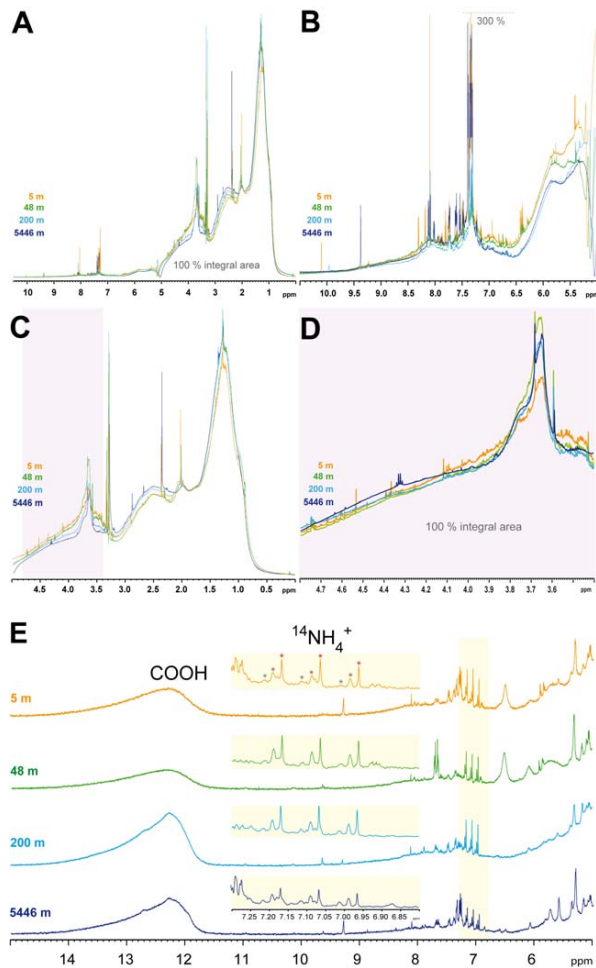 A
5 m
48 m
200 m
5446 m
100 % integral area
10 9 8 7 6 5 4 3 2 1 ppm
B
300 %
5 m
48 m
200 m
5446 m
10.0 9.5 9.0 8.5 8.0 7.5 7.0 6.5 6.0 5.5 ppm
C
5 m
48 m
200 m
5446 m
4.5 4.0 3.5 3.0 2.5 2.0 1.5 1.0 0.5 ppm
D
5 m
48 m
200 m
5446 m
100 % integral area
4.7 4.6 4.5 4.4 4.3 4.2 4.1 4.0 3.9 3.8 3.7 3.6 ppm
E
¹⁴NH₄⁺
COOH
5 m
48 m
200 m
5446 m
7.25 7.20 7.15 7.10 7.05 7.00 6.95 6.90 6.85
14 13 12 11 10 9 8 7 6 ppm